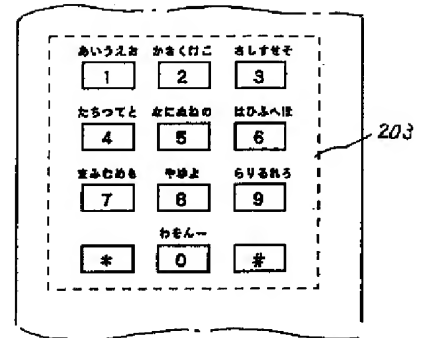 あいうえお かきくけこ さしすせそ
1 2 3
たちつてと なにぬねの はひふへほ
4 5 6
203
まみむめも やゆよ らりるれろ
7 8 9
わをんー
* 0 #